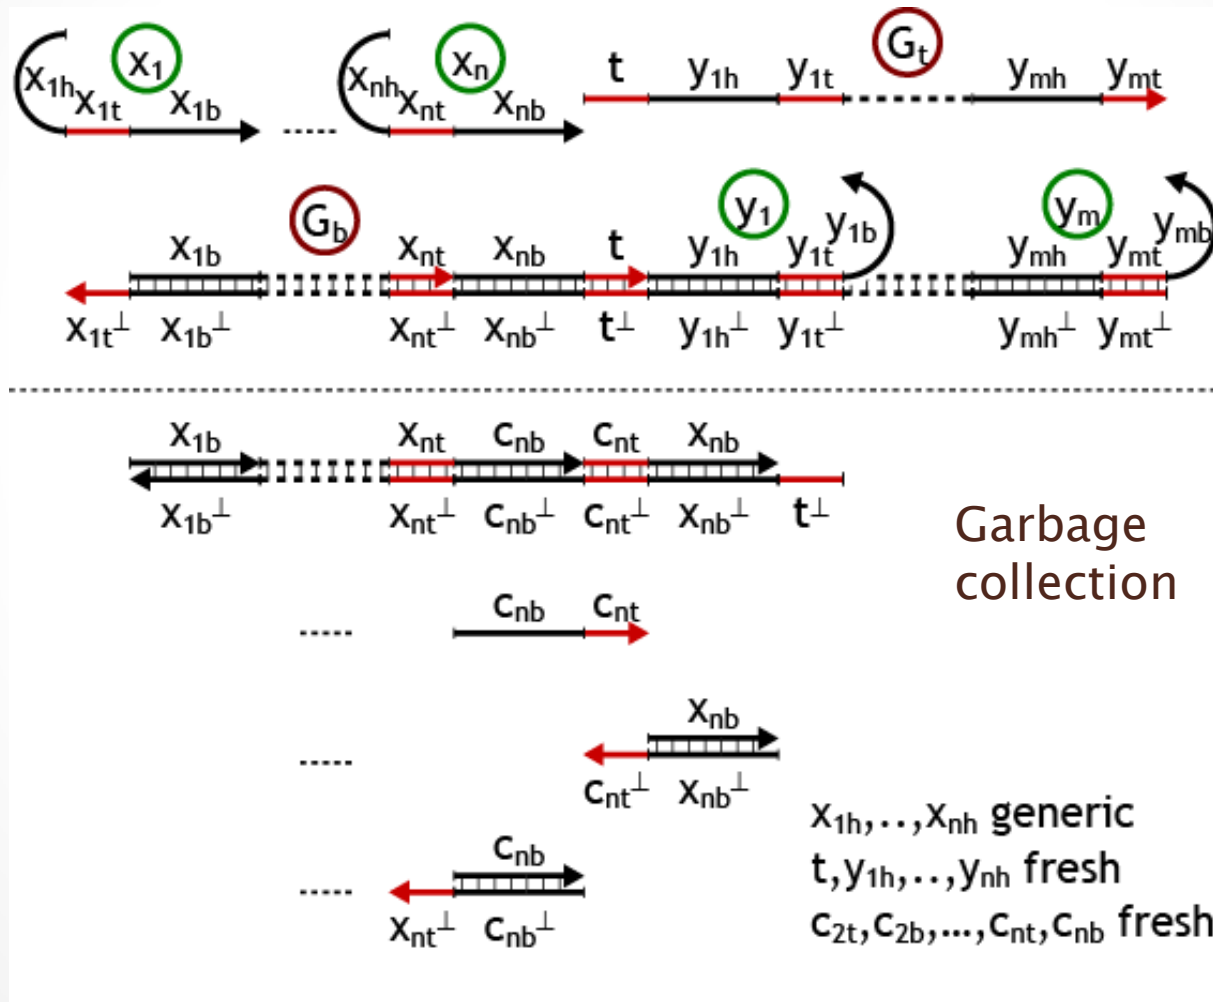 x₁ xₙ t y₁ₕ y₁ₜ Gₜ yₘₕ yₘₜ
x₁ₕ x₁ₜ x₁b xₙₕ xₙₜ xₙb
G_b y₁ yₘ
x₁b xₙₜ xₙb t y₁ₕ y₁ₜ y₁b yₘₕ yₘₜ yₘb
x₁ₜ⊥ x₁b⊥ xₙₜ⊥ xₙb⊥ t⊥ y₁ₕ⊥ y₁ₜ⊥ yₘₕ⊥ yₘₜ⊥
x₁b xₙₜ cₙb cₙₜ xₙb
x₁b⊥ xₙₜ⊥ cₙb⊥ cₙₜ⊥ xₙb⊥ t⊥
Garbage
collection
cₙb cₙₜ
xₙb
cₙₜ⊥ xₙb⊥
cₙb
xₙₜ⊥ cₙb⊥
x₁ₕ,..,xₙₕ generic
t,y₁ₕ,..,yₙₕ fresh
c₂ₜ,c₂b,...,cₙₜ,cₙb fresh